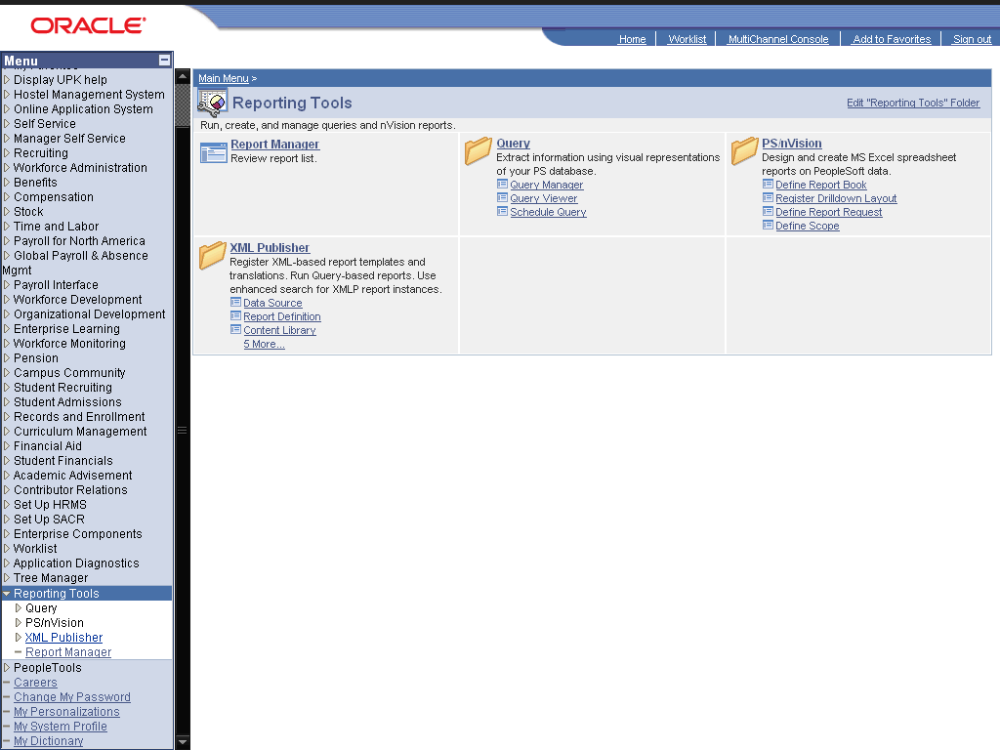 ORACLE
Home
Worklist
MultiChannel Console
Add to Favorites
Sign out
Menu
Display UPK help
Hostel Management System
Online Application System
Self Service
Manager Self Service
Recruiting
Workforce Administration
Benefits
Compensation
Stock
Time and Labor
Payroll for North America
Global Payroll & Absence
Mgmt
Payroll Interface
Workforce Development
Organizational Development
Enterprise Learning
Workforce Monitoring
Pension
Campus Community
Student Recruiting
Student Admissions
Records and Enrollment
Curriculum Management
Financial Aid
Student Financials
Academic Advisement
Contributor Relations
Set Up HRMS
Set Up SACR
Enterprise Components
Worklist
Application Diagnostics
Tree Manager
Reporting Tools
Query
PS/nVision
XML Publisher
Report Manager
PeopleTools
Careers
Change My Password
My Personalizations
My System Profile
My Dictionary
Main Menu >
Reporting Tools
Edit "Reporting Tools" Folder
Run, create, and manage queries and nVision reports.
Report Manager
Review report list.
Query
Extract information using visual representations
of your PS database.
Query Manager
Query Viewer
Schedule Query
PS/nVision
Design and create MS Excel spreadsheet
reports on PeopleSoft data.
Define Report Book
Register Drilldown Layout
Define Report Request
Define Scope
XML Publisher
Register XML-based report templates and
translations. Run Query-based reports. Use
enhanced search for XMLP report instances.
Data Source
Report Definition
Content Library
5 More...